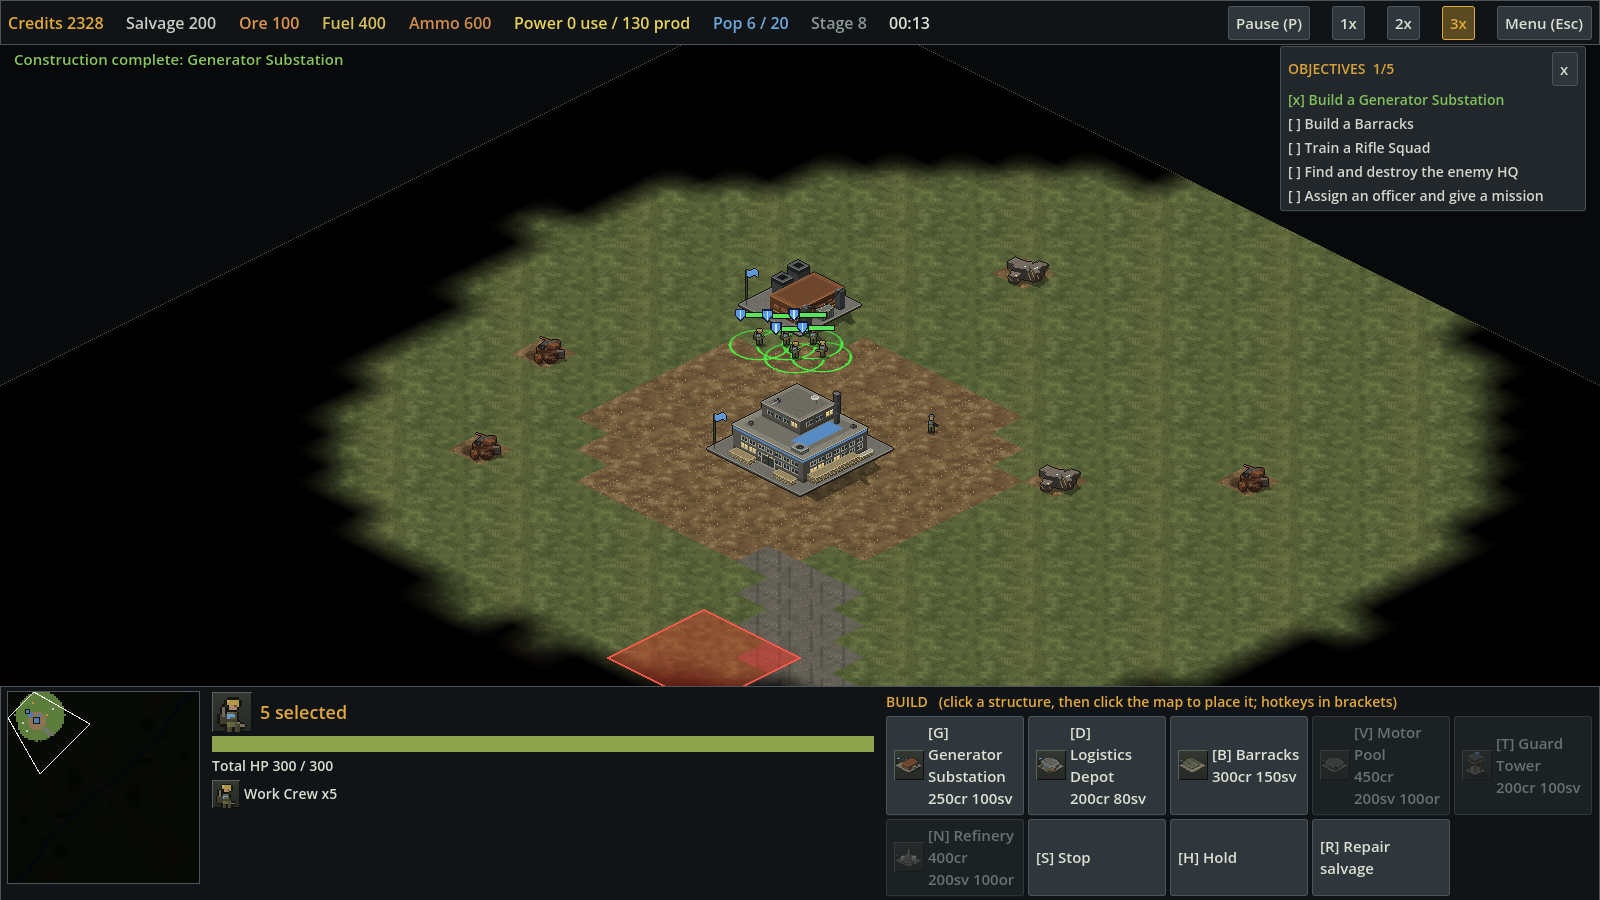 Credits 2328 Salvage 200 Ore 100 Fuel 400 Ammo 600 Power 0 use / 130 prod Pop 6 / 20 Stage 8 00:13 Pause (P) 1x 2x 3x Menu (Esc)
Construction complete: Generator Substation
OBJECTIVES 1/5 x
[x] Build a Generator Substation
[ ] Build a Barracks
[ ] Train a Rifle Squad
[ ] Find and destroy the enemy HQ
[ ] Assign an officer and give a mission
5 selected
Total HP 300 / 300
Work Crew x5
BUILD (click a structure, then click the map to place it; hotkeys in brackets)
[G]
Generator
Substation
250cr 100sv
[D]
Logistics
Depot
200cr 80sv
[B] Barracks
300cr 150sv
[V] Motor
Pool
450cr
200sv 100or
[T] Guard
Tower
200cr 100sv
[N] Refinery
400cr
200sv 100or
[S] Stop
[H] Hold
[R] Repair
salvage